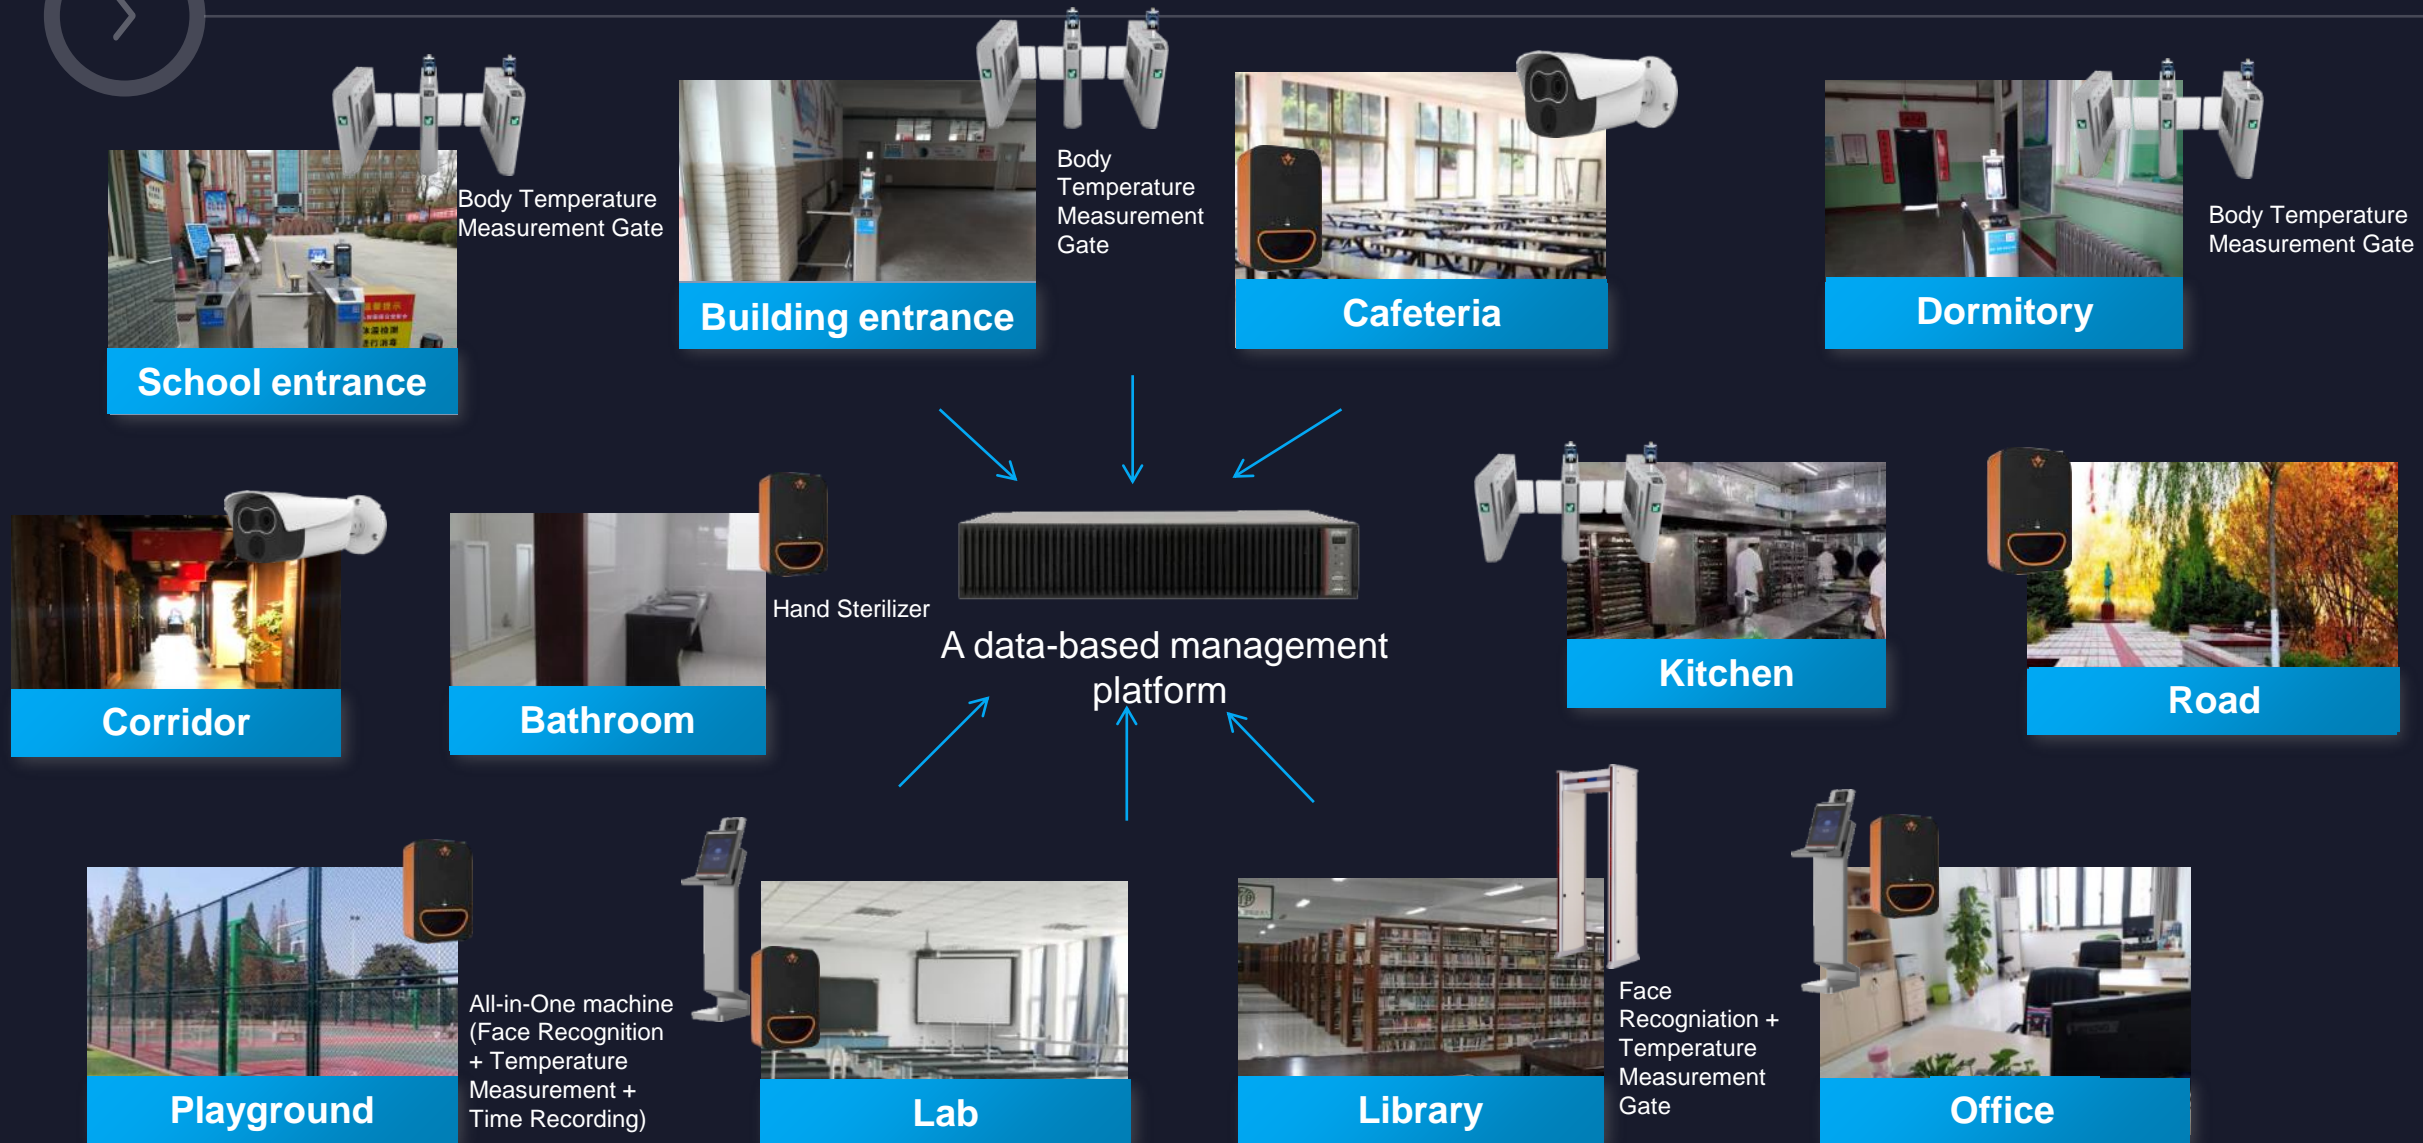 Body Temperature
Measurement Gate
School entrance
Body
Temperature
Measurement
Gate
Building entrance
Cafeteria
Body Temperature
Measurement Gate
Dormitory
Corridor
Hand Sterilizer
Bathroom
A data-based management
platform
Kitchen
Road
Playground
All-in-One machine
(Face Recognition
+ Temperature
Measurement +
Time Recording)
Lab
Library
Face
Recogniation +
Temperature
Measurement
Gate
Office